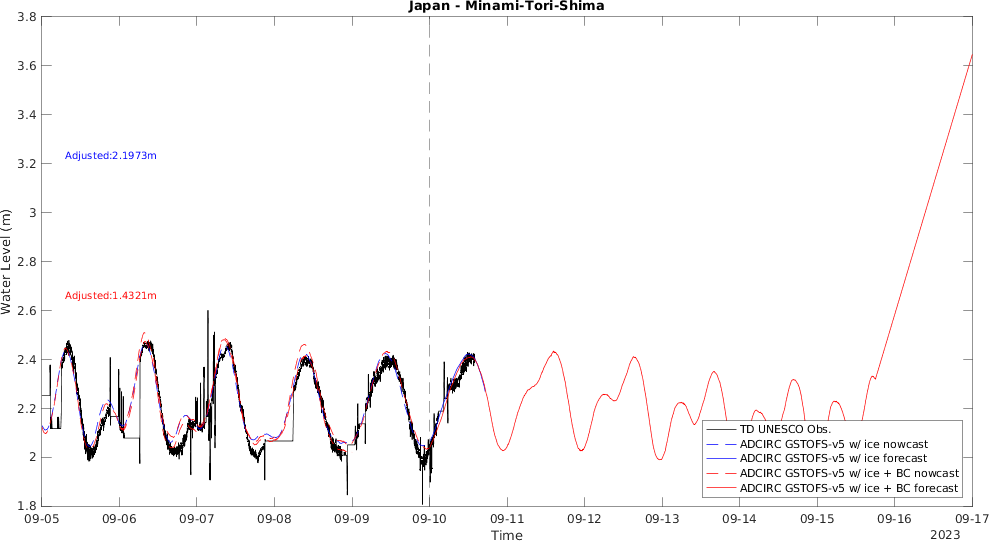 Japan - Minami-Tori-Shima
3.8
3.6
3.4
3.2
3
2.8
2.6
2.4
2.2
2
1.8
Water Level (m)
Adjusted:2.1973m
Adjusted:1.4321m
TD UNESCO Obs.
ADCIRC GSTOFS-v5 w/ ice nowcast
ADCIRC GSTOFS-v5 w/ ice forecast
ADCIRC GSTOFS-v5 w/ ice + BC nowcast
ADCIRC GSTOFS-v5 w/ ice + BC forecast
09-05 09-06 09-07 09-08 09-09 09-10 09-11 09-12 09-13 09-14 09-15 09-16 09-17
Time
2023